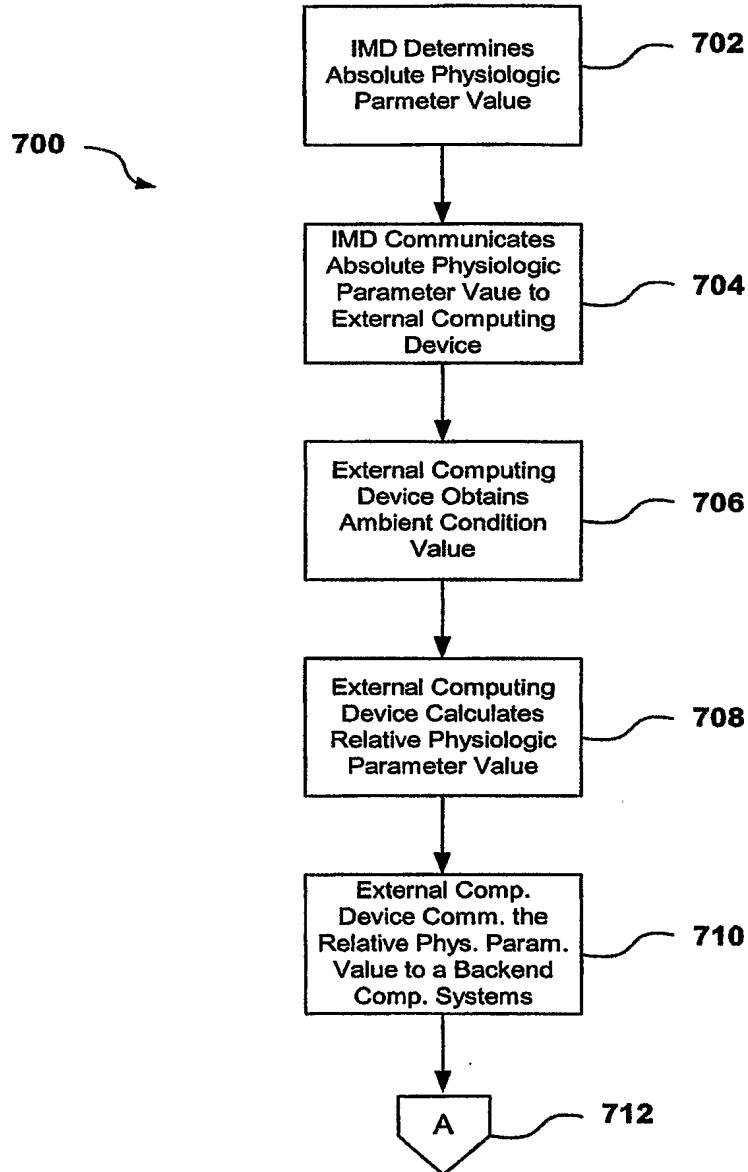 IMD Determines
Absolute Physiologic
Parmeter Value
702
700
IMD Communicates
Absolute Physiologic
Parameter Vaue to
External Computing
Device
704
External Computing
Device Obtains
Ambient Condition
Value
706
External Computing
Device Calculates
Relative Physiologic
Parameter Value
708
External Comp.
Device Comm. the
Relative Phys. Param.
Value to a Backend
Comp. Systems
710
A
712